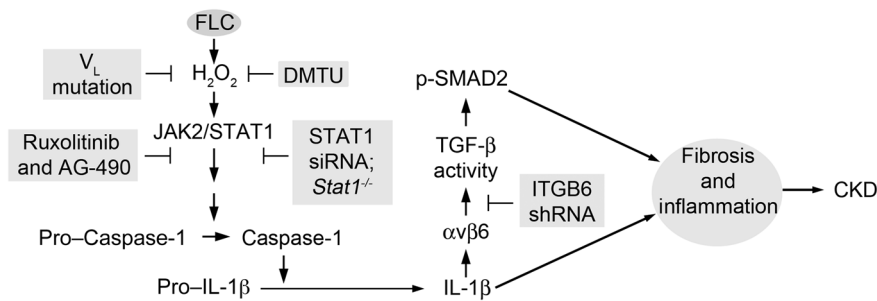 FLC
V_L
mutation
H₂O₂
DMTU
p-SMAD2
Ruxolitinib
and AG-490
JAK2/STAT1
STAT1
siRNA;
Stat1⁻/⁻
TGF-β
activity
Fibrosis
and
inflammation
CKD
ITGB6
shRNA
αvβ6
Pro–Caspase-1
Caspase-1
Pro–IL-1β
IL-1β